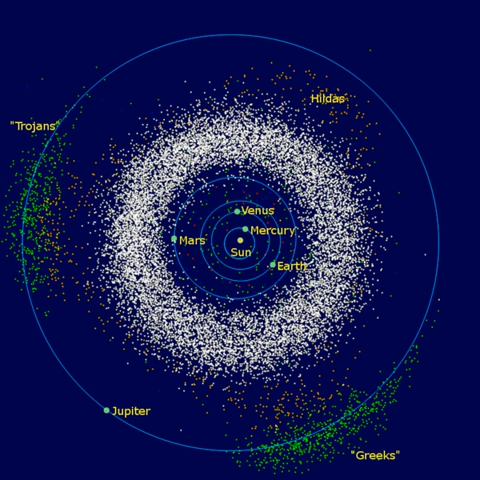 Hildas
"Trojans"
Venus
Mercury
Mars
Sun
Earth
Jupiter
"Greeks"